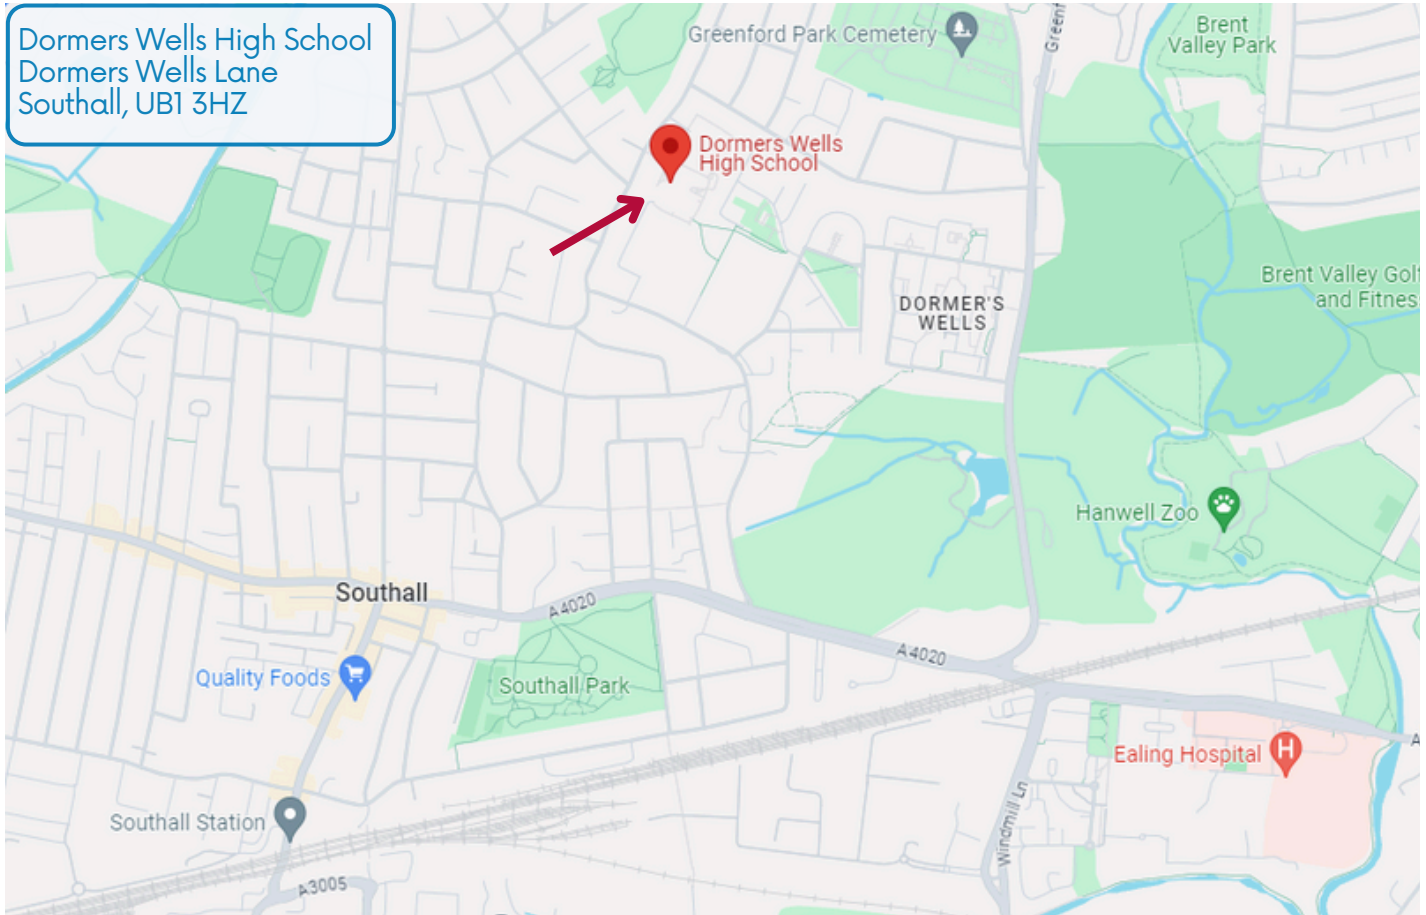 Dormers Wells High School
Dormers Wells Lane
Southall, UB1 3HZ
Greenford Park Cemetery
Greenf
Brent
Valley Park
Dormers Wells
High School
Brent Valley Golf
and Fitnes
DORMER'S
WELLS
Hanwell Zoo
Southall
A4020
A4020
Quality Foods
Southall Park
Ealing Hospital
A
Windmill Ln
Southall Station
A3005